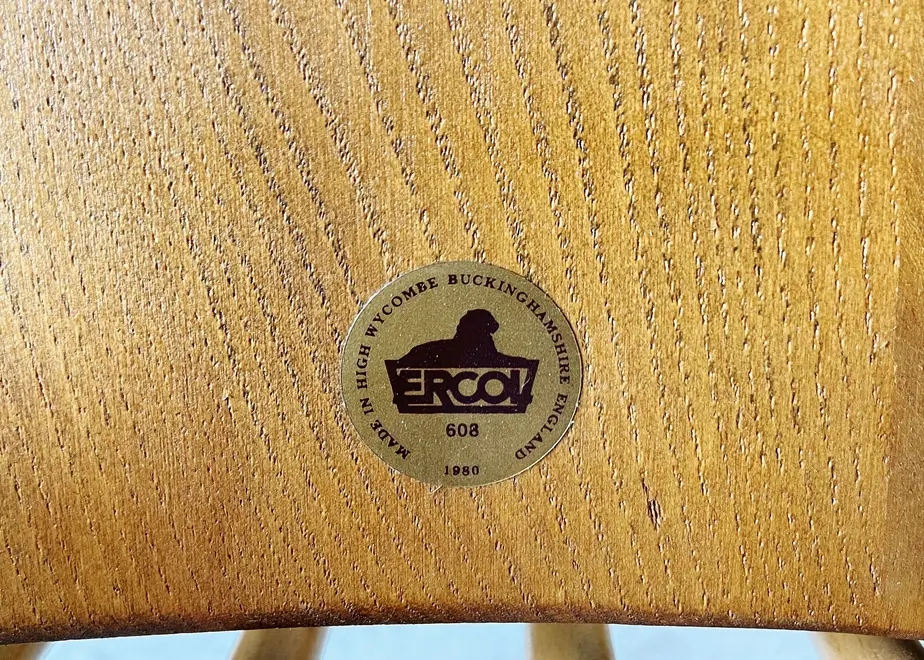 MADE IN HIGH WYCOMBE BUCKINGHAMSHIRE ENGLAND
ERCOL
608
1980